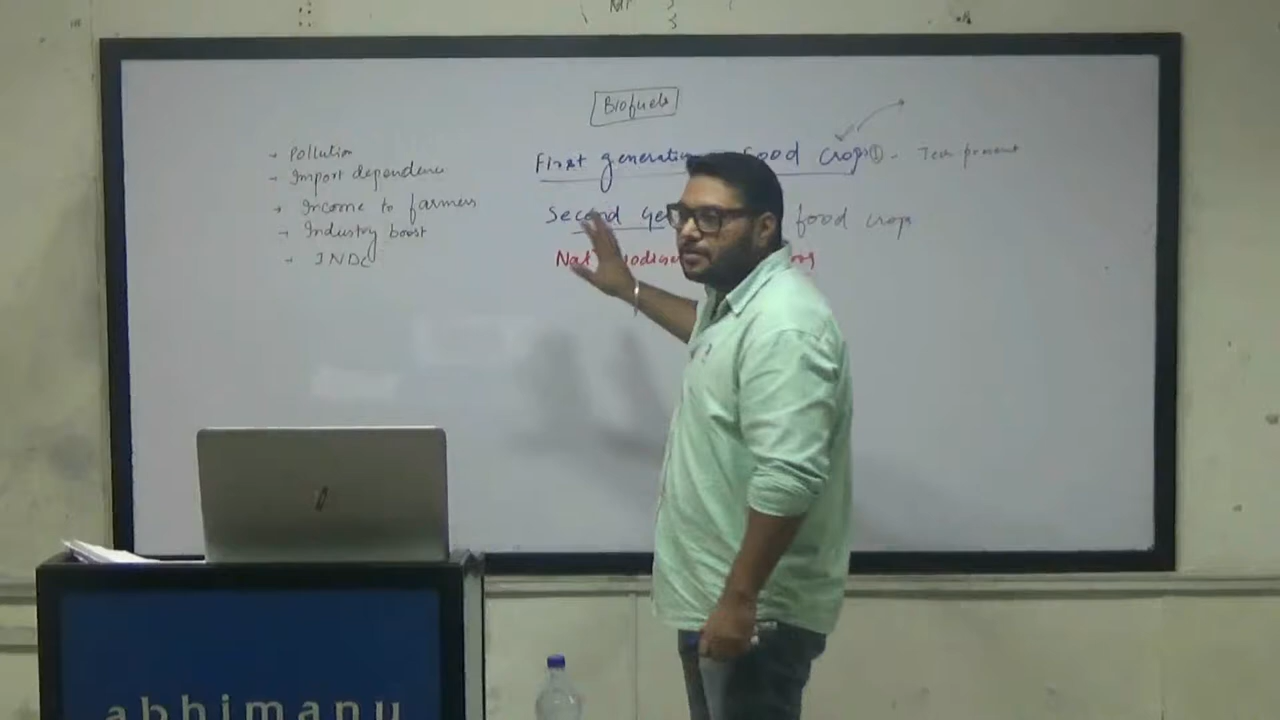 Biofuels
→ Pollution
→ Import dependence
→ Income to farmers
→ Industry boost
→ INDC
First generation food crops ① - Tech present
Second ge food crops
Nat
abhimanu